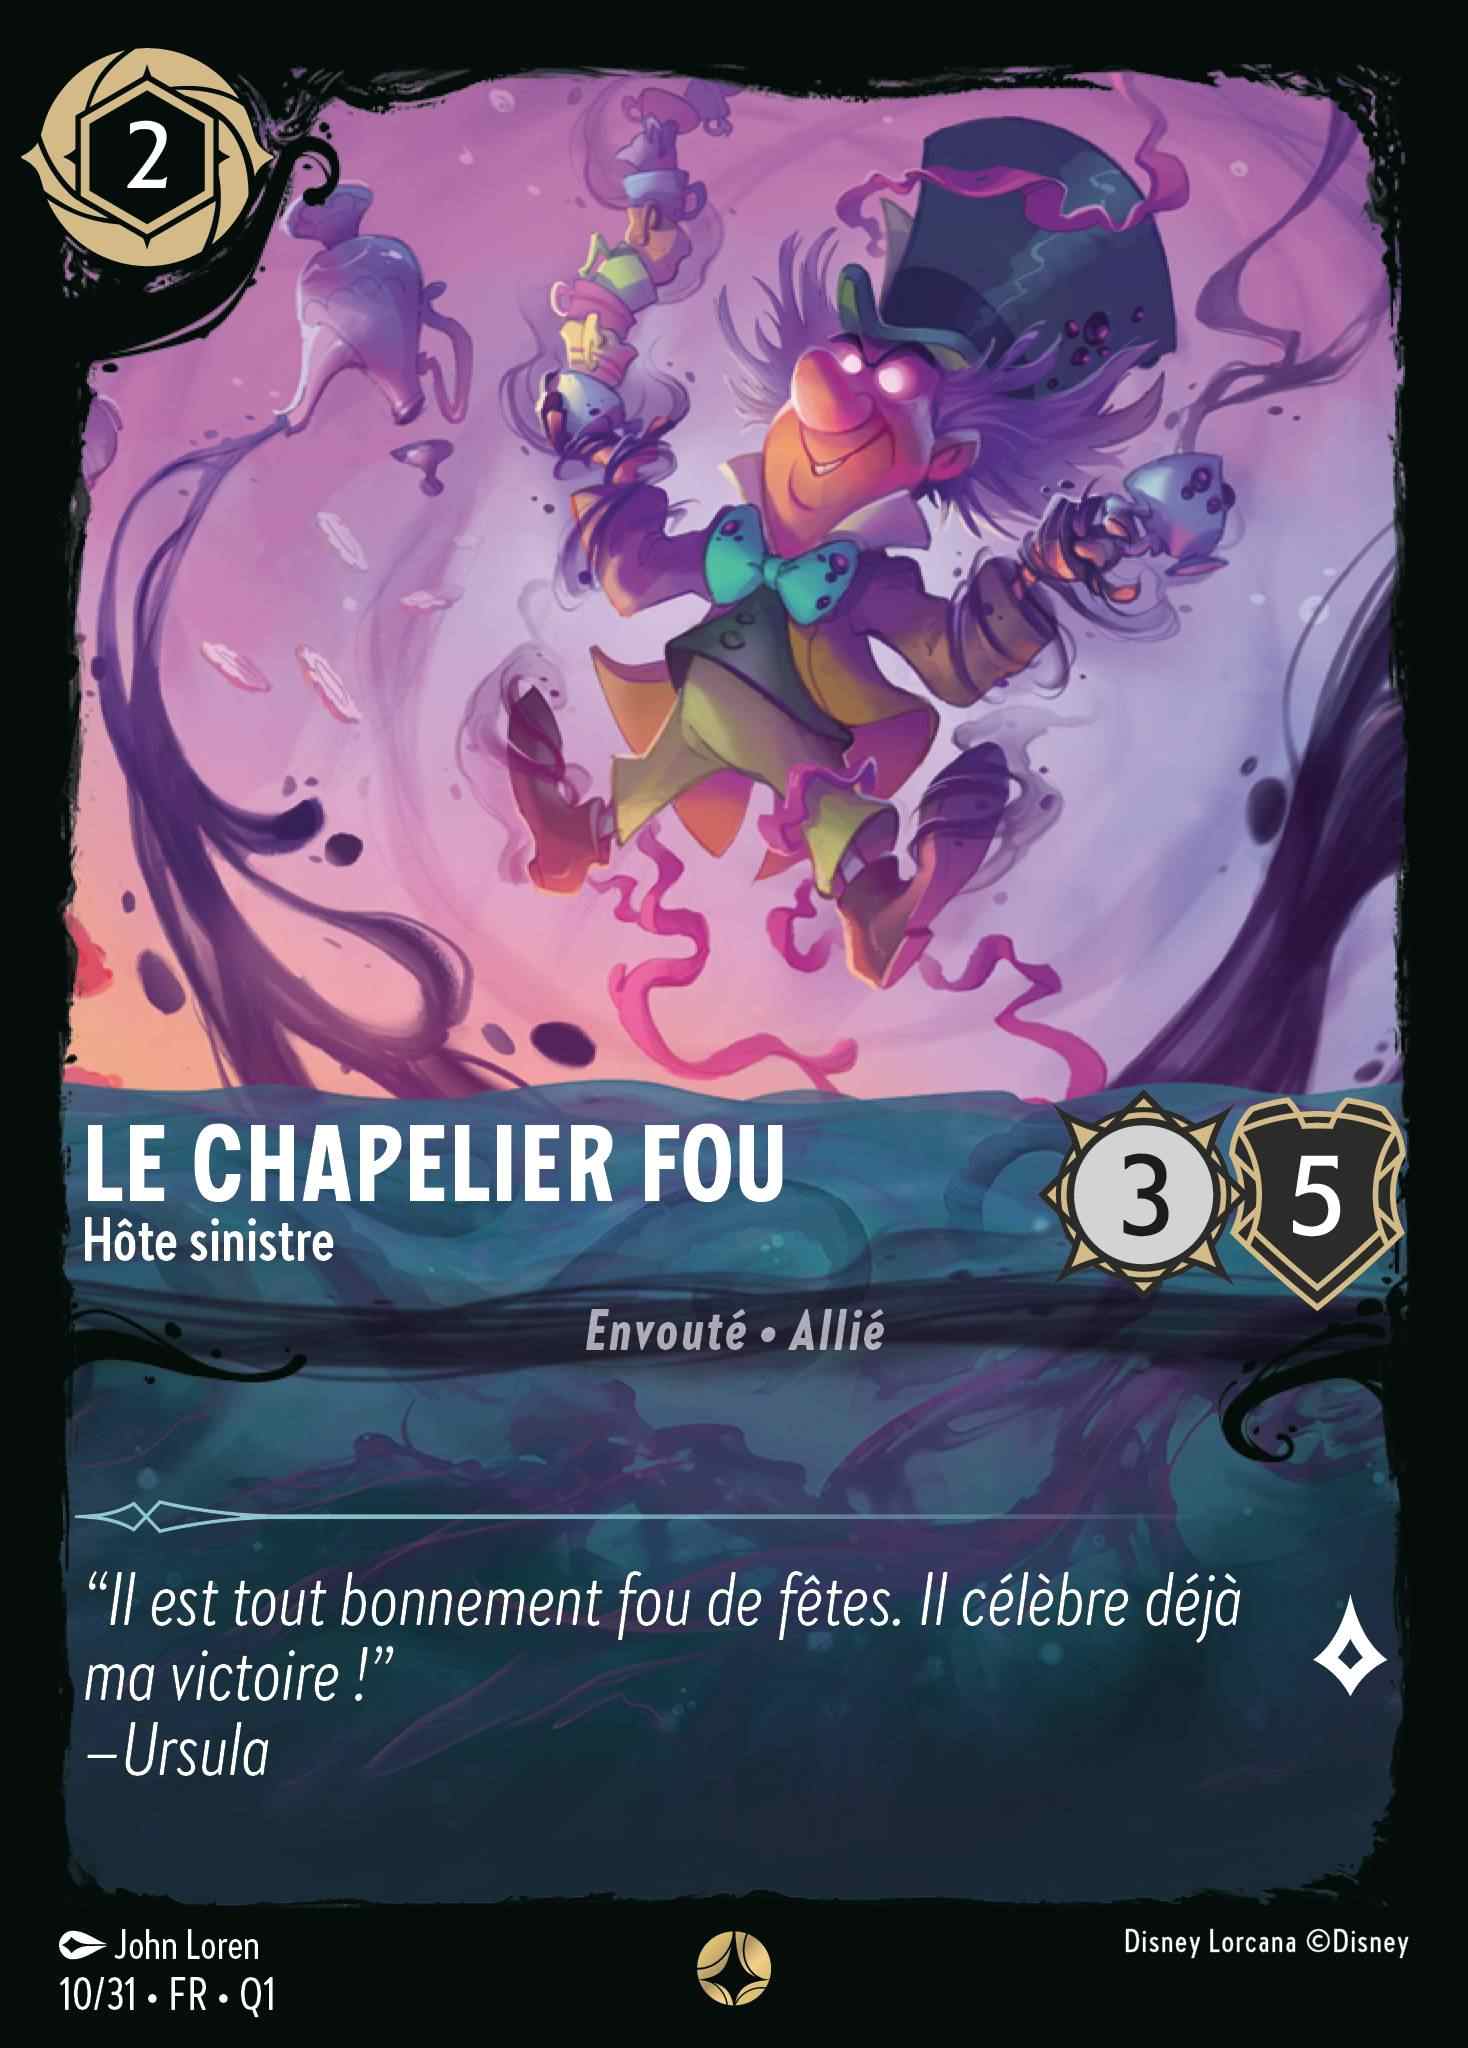 2
LE CHAPELIER FOU
3
5
Hôte sinistre
Envouté • Allié
“Il est tout bonnement fou de fêtes. Il célèbre déjà
ma victoire !”
–Ursula
John Loren
Disney Lorcana ©Disney
10/31 • FR • Q1